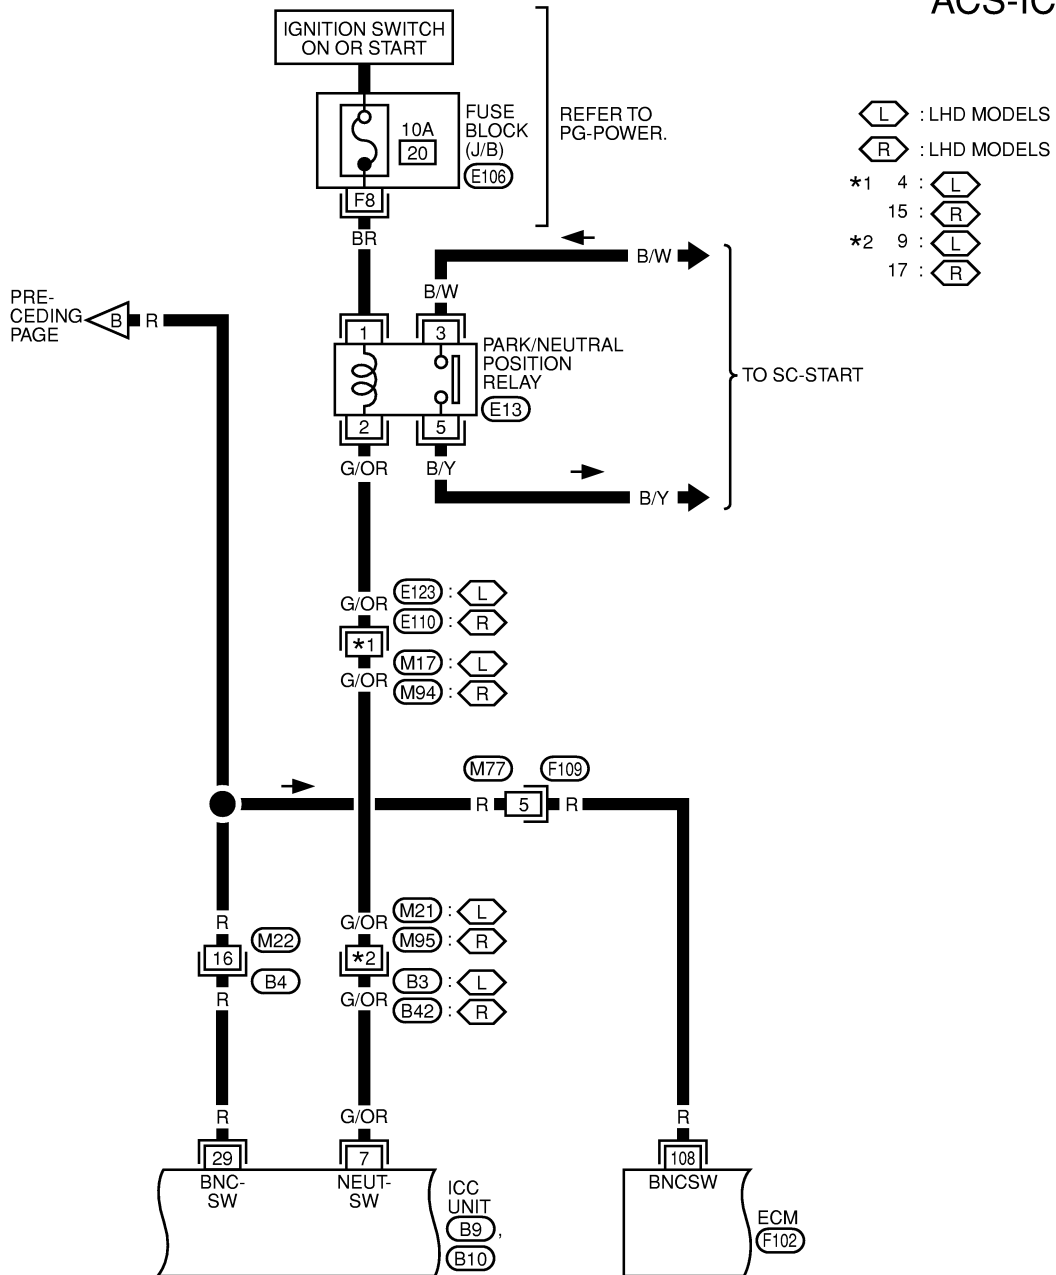 ACS-IC
IGNITION SWITCH
ON OR START
REFER TO
PG-POWER.
FUSE
BLOCK
(J/B)
E106
10A
20
F8
BR
L : LHD MODELS
R : LHD MODELS
*1 4 : L
15 : R
*2 9 : L
17 : R
B/W
B/W
PRE-
CEDING
PAGE
B
R
1
3
PARK/NEUTRAL
POSITION
RELAY
E13
TO SC-START
2
5
G/OR
B/Y
B/Y
G/OR
E123 : L
E110 : R
*1
G/OR
M17 : L
M94 : R
M77
F109
R
5
R
R
M22
16
B4
R
G/OR
M21 : L
M95 : R
*2
G/OR
B3 : L
B42 : R
R
G/OR
R
29
7
108
BNC-
SW
NEUT-
SW
BNCSW
ICC
UNIT
B9 ,
B10
ECM
F102